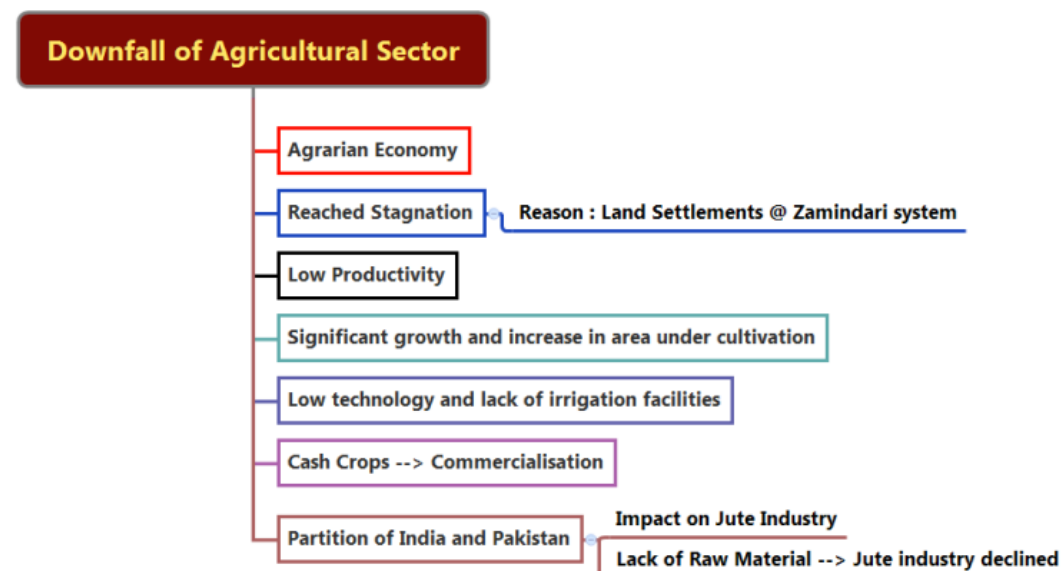 Downfall of Agricultural Sector
Agrarian Economy
Reached Stagnation
Reason : Land Settlements @ Zamindari system
Low Productivity
Significant growth and increase in area under cultivation
Low technology and lack of irrigation facilities
Cash Crops --> Commercialisation
Partition of India and Pakistan
Impact on Jute Industry
Lack of Raw Material --> Jute industry declined